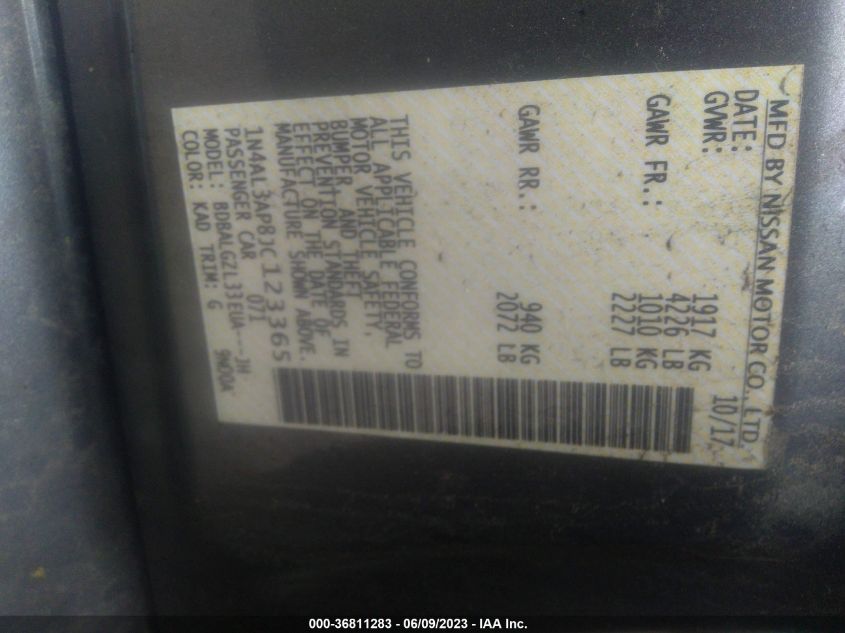 MFD BY NISSAN MOTOR CO., LTD.
DATE: 10/17
GVWR: 1917 KG
4226 LB
GAWR FR.: 1010 KG
2227 LB
GAWR RR.: 940 KG
2072 LB
THIS VEHICLE CONFORMS TO
ALL APPLICABLE FEDERAL
MOTOR VEHICLE SAFETY,
BUMPER, AND THEFT
PREVENTION STANDARDS IN
EFFECT ON THE DATE OF
MANUFACTURE SHOWN ABOVE.
1N4AL3AP8JC123365
PASSENGER CAR 071
MODEL: BDBALGZL33EUA---JH
COLOR: KAD TRIM: G 9WD0A
000-36811283 - 06/09/2023 - IAA Inc.